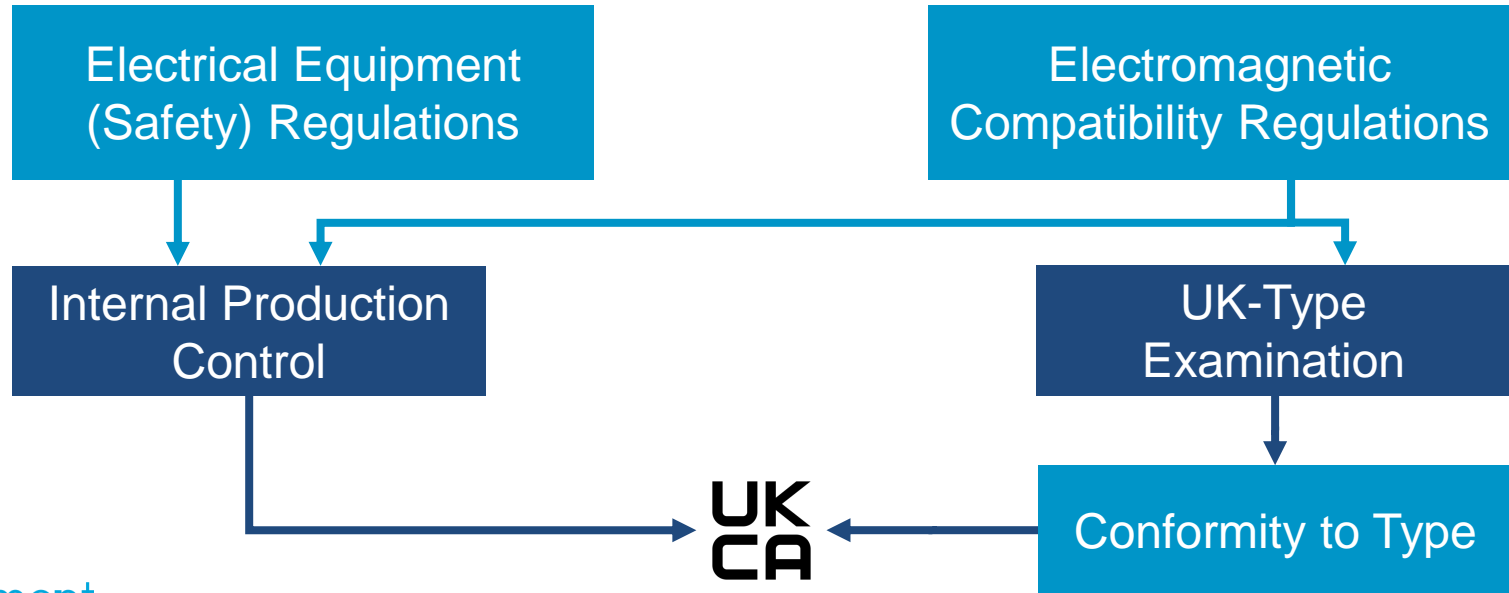 Electrical Equipment
(Safety) Regulations
Electromagnetic
Compatibility Regulations
Internal Production
Control
UK-Type
Examination
UK
CA
Conformity to Type